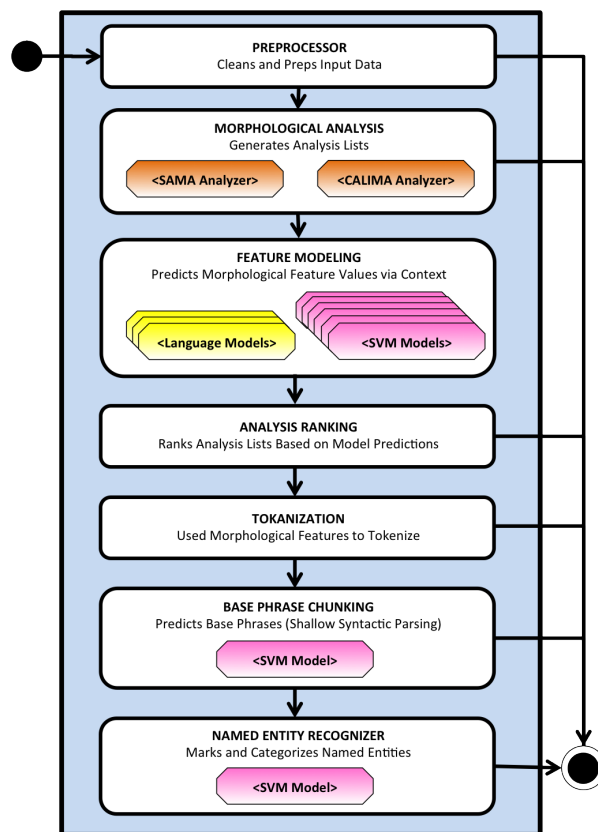 PREPROCESSOR
Cleans and Preps Input Data
MORPHOLOGICAL ANALYSIS
Generates Analysis Lists
<SAMA Analyzer>
<CALIMA Analyzer>
FEATURE MODELING
Predicts Morphological Feature Values via Context
<Language Models>
<SVM Models>
ANALYSIS RANKING
Ranks Analysis Lists Based on Model Predictions
TOKANIZATION
Used Morphological Features to Tokenize
BASE PHRASE CHUNKING
Predicts Base Phrases (Shallow Syntactic Parsing)
<SVM Model>
NAMED ENTITY RECOGNIZER
Marks and Categorizes Named Entities
<SVM Model>